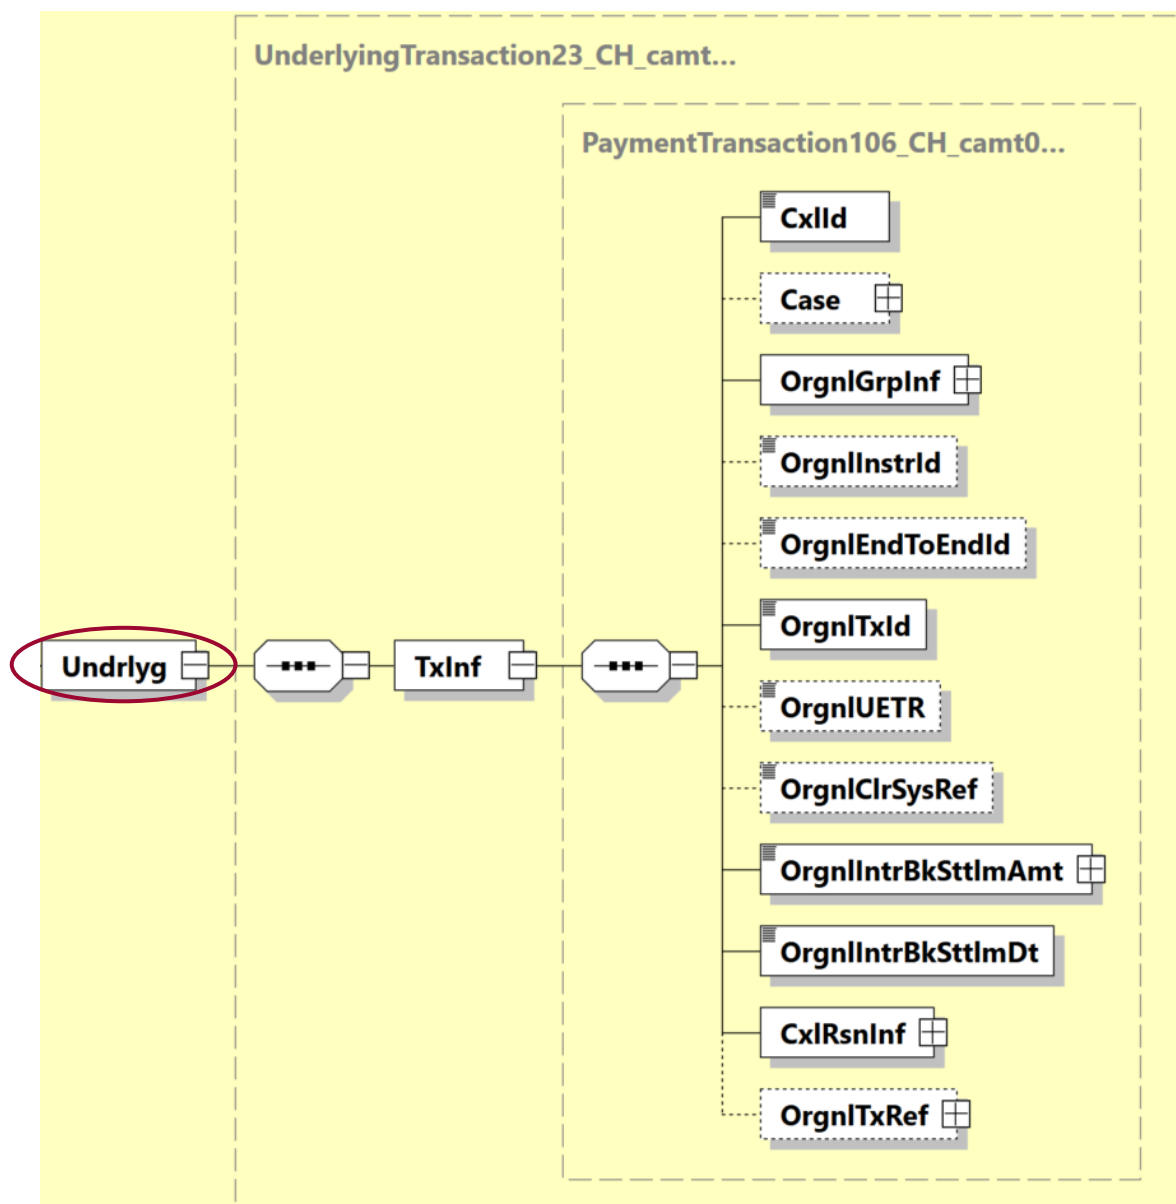 UnderlyingTransaction23_CH_camt...
PaymentTransaction106_CH_camt0...
CxlId
Case
OrgnlGrpInf
OrgnlInstrId
OrgnlEndToEndId
OrgnlTxId
Undrlyg
TxInf
OrgnlUETR
OrgnlClrSysRef
OrgnlIntrBkSttlmAmt
OrgnlIntrBkSttlmDt
CxlRsnInf
OrgnlTxRef